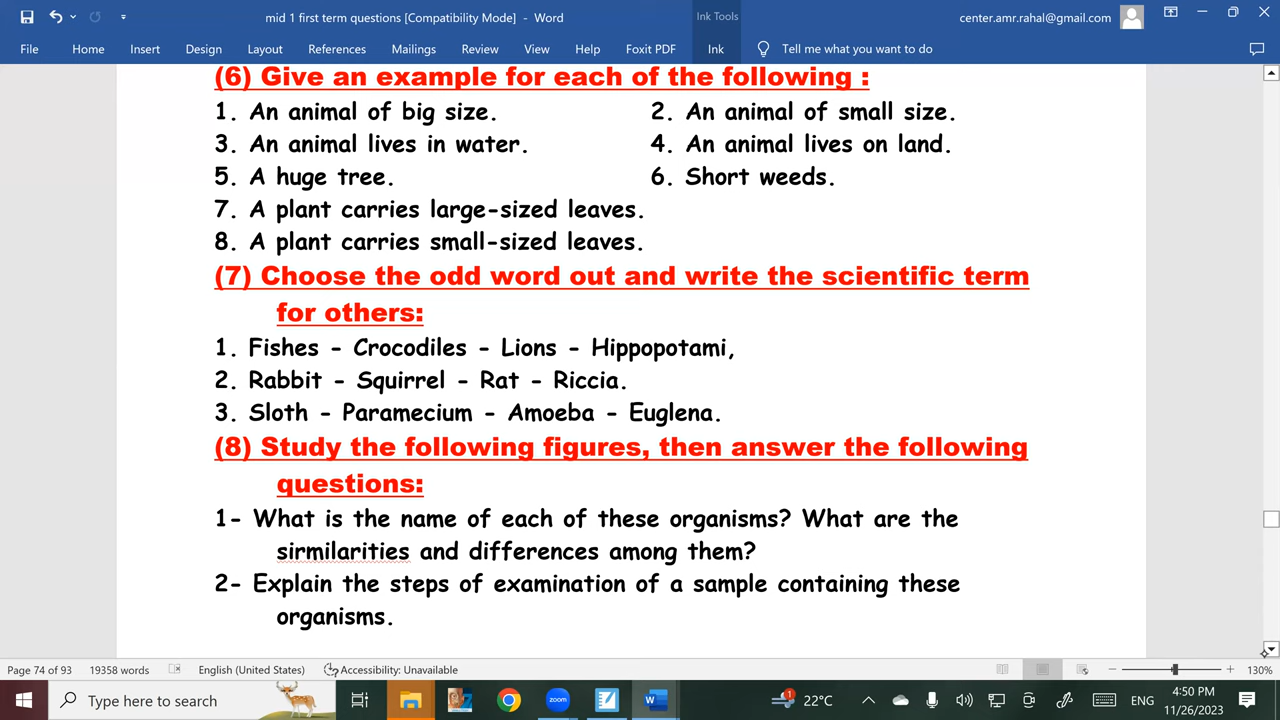 mid 1 first term questions [Compatibility Mode] - Word
Ink Tools
center.amr.rahal@gmail.com
File Home Insert Design Layout References Mailings Review View Help Foxit PDF Ink Tell me what you want to do
(6) Give an example for each of the following :
1. An animal of big size. 2. An animal of small size.
3. An animal lives in water. 4. An animal lives on land.
5. A huge tree. 6. Short weeds.
7. A plant carries large-sized leaves.
8. A plant carries small-sized leaves.
(7) Choose the odd word out and write the scientific term
for others:
1. Fishes - Crocodiles - Lions - Hippopotami,
2. Rabbit - Squirrel - Rat - Riccia.
3. Sloth - Paramecium - Amoeba - Euglena.
(8) Study the following figures, then answer the following
questions:
1- What is the name of each of these organisms? What are the
sirmilarities and differences among them?
2- Explain the steps of examination of a sample containing these
organisms.
Page 74 of 93 19358 words English (United States) Accessibility: Unavailable 130%
Type here to search zoom 1 22°C ENG 4:50 PM
11/26/2023